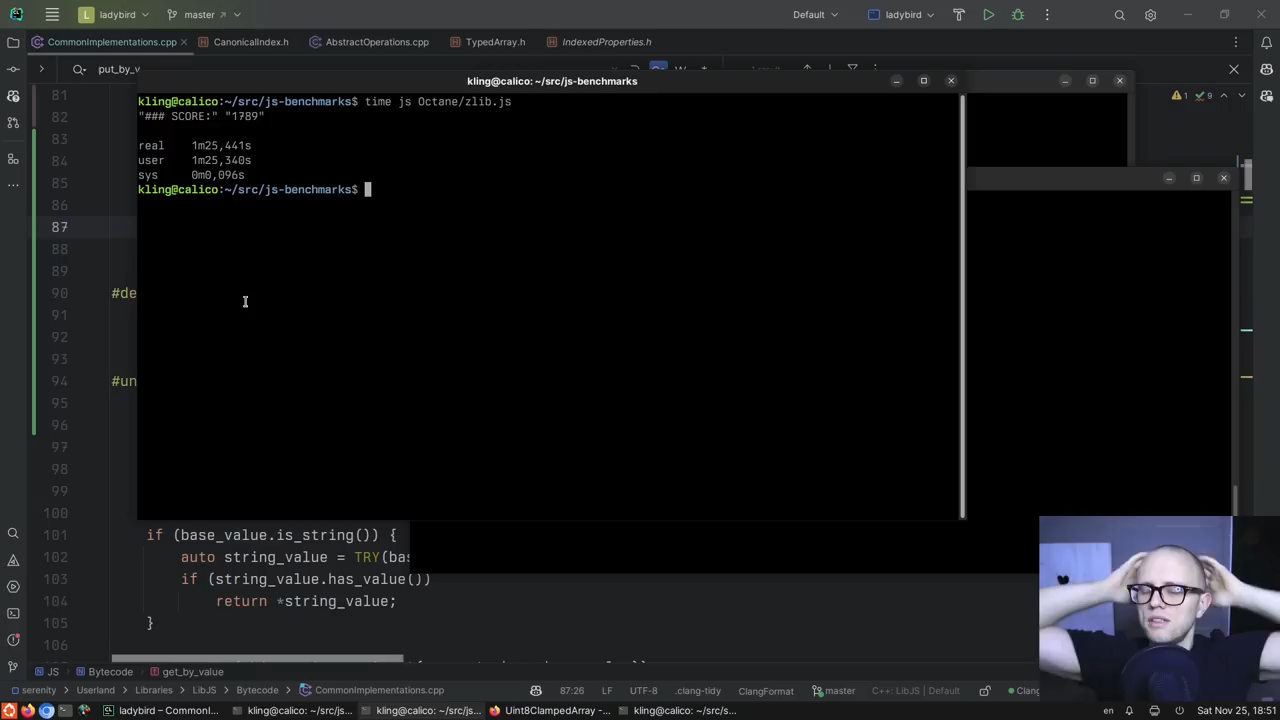 ladybird
master
Default
ladybird
CommonImplementations.cpp
CanonicalIndex.h
AbstractOperations.cpp
TypedArray.h
IndexedProperties.h
put_by_v
kling@calico: ~/src/js-benchmarks
81
82
83
84
85
86
87
88
89
90 #de
91
92
93
94 #un
95
96
97
98
99
100
101 if (base_value.is_string()) {
102 auto string_value = TRY(bas
103 if (string_value.has_value())
104 return *string_value;
105 }
106
1
9
kling@calico:~/src/js-benchmarks$ time js Octane/zlib.js
"### SCORE:" "1789"
real 1m25,441s
user 1m25,340s
sys 0m0,096s
kling@calico:~/src/js-benchmarks$
JS
Bytecode
get_by_value
serenity
Userland
Libraries
LibJS
Bytecode
CommonImplementations.cpp
87:26
LF
UTF-8
.clang-tidy
ClangFormat
master
C++: LibJS | Default
Clang
ladybird – CommonI...
kling@calico: ~/src/js...
kling@calico: ~/src/js...
Uint8ClampedArray -...
kling@calico: ~/src/s...
en
Sat Nov 25, 18:51